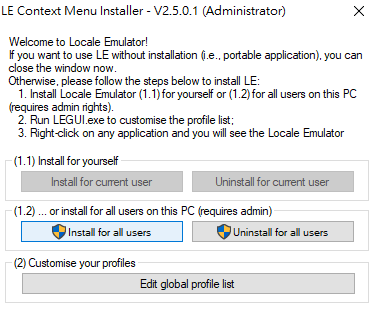 LE Context Menu Installer - V2.5.0.1 (Administrator)
Welcome to Locale Emulator!
If you want to use LE without installation (i.e., portable application), you can
close the window now.
Otherwise, please follow the steps below to install LE:
1. Install Locale Emulator (1.1) for yourself or (1.2) for all users on this PC
(requires admin rights).
2. Run LEGUI.exe to customise the profile list;
3. Right-click on any application and you will see the Locale Emulator
(1.1) Install for yourself
Install for current user Uninstall for current user
(1.2) ... or install for all users on this PC (requires admin)
Install for all users Uninstall for all users
(2) Customise your profiles
Edit global profile list